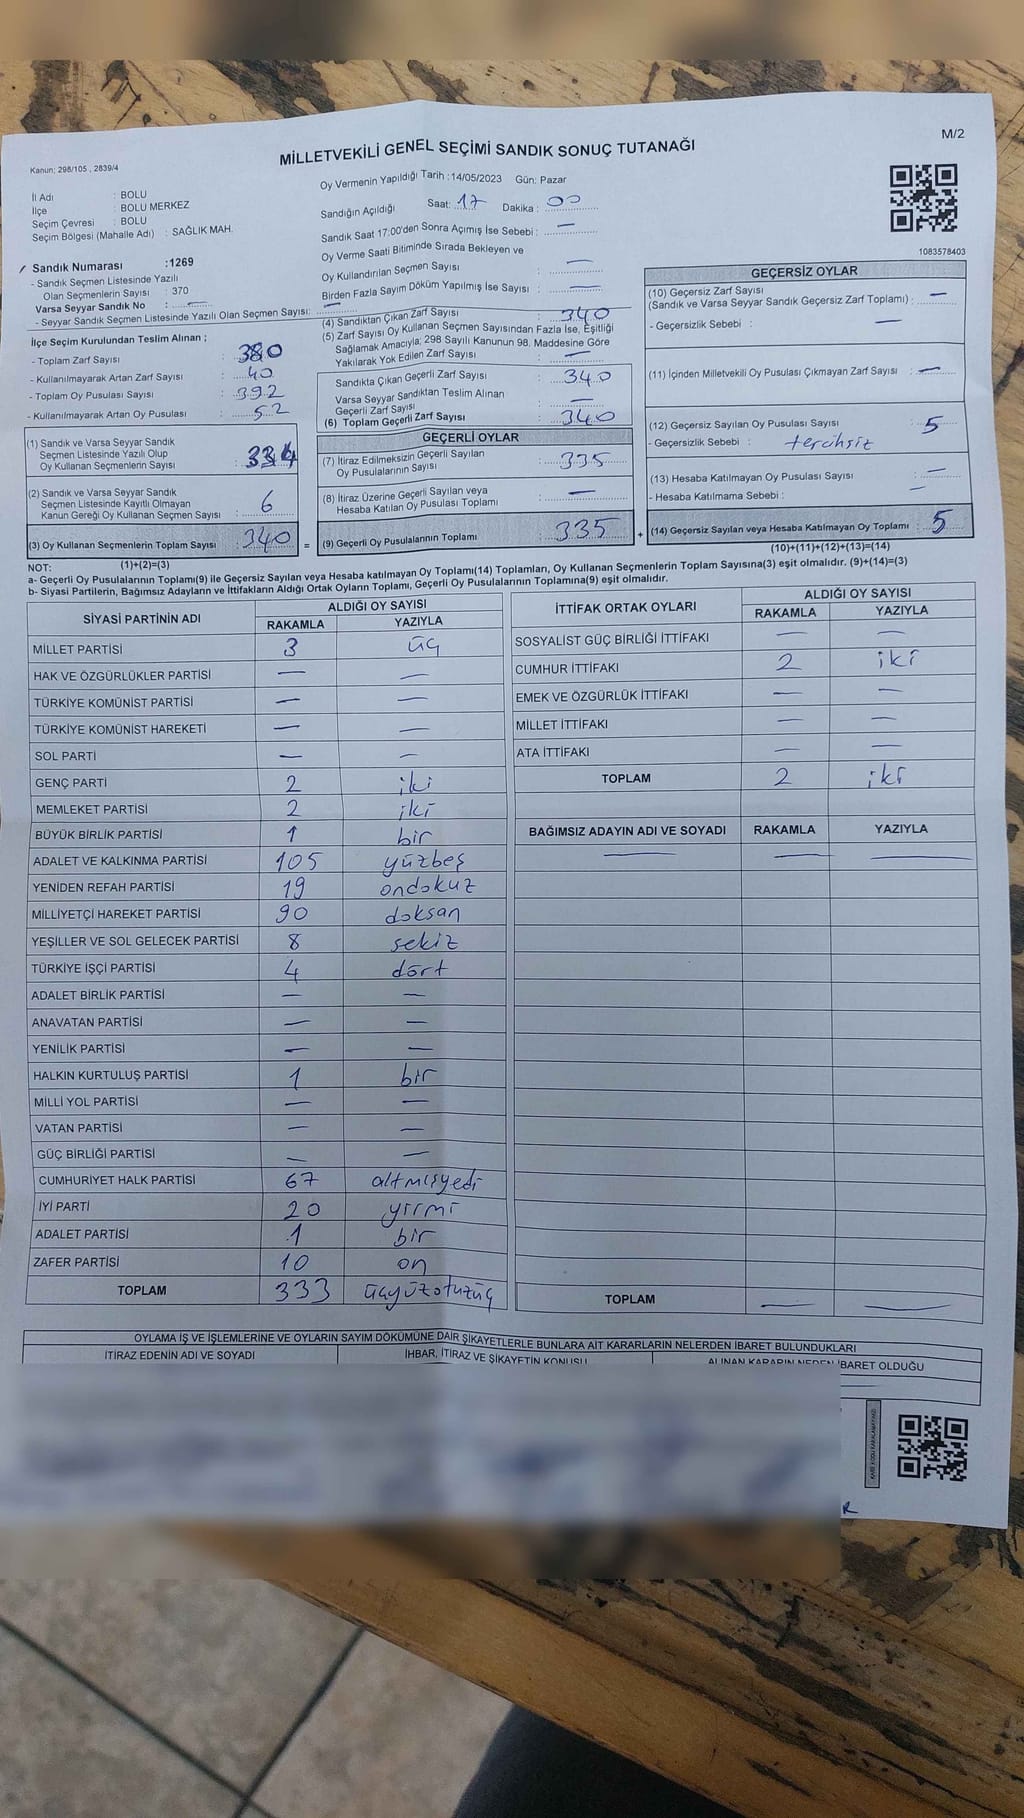 M/2
MİLLETVEKİLİ GENEL SEÇİMİ SANDIK SONUÇ TUTANAĞI
Kanun: 298/105 , 2839/4
İl Adı : BOLU
İlçe : BOLU MERKEZ
Seçim Çevresi : BOLU
Seçim Bölgesi (Mahalle Adı) : SAĞLIK MAH.
Sandık Numarası :1269
- Sandık Seçmen Listesinde Yazılı
Olan Seçmenlerin Sayısı : 370
Varsa Seyyar Sandık No : —
- Seyyar Sandık Seçmen Listesinde Yazılı Olan Seçmen Sayısı: —
İlçe Seçim Kurulundan Teslim Alınan ;
- Toplam Zarf Sayısı : 380
- Kullanılmayarak Artan Zarf Sayısı : 40
- Toplam Oy Pusulası Sayısı : 392
- Kullanılmayarak Artan Oy Pusulası : 52
(1) Sandık ve Varsa Seyyar Sandık
Seçmen Listesinde Yazılı Olup
Oy Kullanan Seçmenlerin Sayısı : 334
(2) Sandık ve Varsa Seyyar Sandık
Seçmen Listesinde Kayıtlı Olmayan
Kanun Gereği Oy Kullanan Seçmen Sayısı : 6
(3) Oy Kullanan Seçmenlerin Toplam Sayısı : 340
(1)+(2)=(3)
Oy Vermenin Yapıldığı Tarih :14/05/2023 Gün: Pazar
Sandığın Açıldığı Saat: 17 Dakika : 00
Sandık Saat 17:00'den Sonra Açımış İse Sebebi : —
Oy Verme Saati Bitiminde Sırada Bekleyen ve
Oy Kullandırılan Seçmen Sayısı : —
Birden Fazla Sayım Döküm Yapılmış İse Sayısı : —
(4) Sandıktan Çıkan Zarf Sayısı : 340
(5) Zarf Sayısı Oy Kullanan Seçmen Sayısından Fazla İse, Eşitliği
Sağlamak Amacıyla; 298 Sayılı Kanunun 98. Maddesine Göre
Yakılarak Yok Edilen Zarf Sayısı : —
Sandıkta Çıkan Geçerli Zarf Sayısı : 340
Varsa Seyyar Sandıktan Teslim Alınan
Geçerli Zarf Sayısı : —
(6) Toplam Geçerli Zarf Sayısı : 340
GEÇERLİ OYLAR
(7) İtiraz Edilmeksizin Geçerli Sayılan
Oy Pusulalarının Sayısı : 335
(8) İtiraz Üzerine Geçerli Sayılan veya
Hesaba Katılan Oy Pusulası Toplamı : —
= (9) Geçerli Oy Pusulalarının Toplamı : 335
1083578403
GEÇERSİZ OYLAR
(10) Geçersiz Zarf Sayısı
(Sandık ve Varsa Seyyar Sandık Geçersiz Zarf Toplamı) : —
- Geçersizlik Sebebi : —
(11) İçinden Milletvekili Oy Pusulası Çıkmayan Zarf Sayısı : —
(12) Geçersiz Sayılan Oy Pusulası Sayısı : 5
- Geçersizlik Sebebi : tercihsiz
(13) Hesaba Katılmayan Oy Pusulası Sayısı : —
- Hesaba Katılmama Sebebi : —
+ (14) Geçersiz Sayılan veya Hesaba Katılmayan Oy Toplamı : 5
(10)+(11)+(12)+(13)=(14)
NOT:
a- Geçerli Oy Pusulalarının Toplamı(9) ile Geçersiz Sayılan veya Hesaba katılmayan Oy Toplamı(14) Toplamları, Oy Kullanan Seçmenlerin Toplam Sayısına(3) eşit olmalıdır. (9)+(14)=(3)
b- Siyasi Partilerin, Bağımsız Adayların ve İttifakların Aldığı Ortak Oyların Toplamı, Geçerli Oy Pusulalarının Toplamına(9) eşit olmalıdır.
SİYASİ PARTİNİN ADI ALDIĞI OY SAYISI
RAKAMLA YAZIYLA
MİLLET PARTİSİ 3 üç
HAK VE ÖZGÜRLÜKLER PARTİSİ — —
TÜRKİYE KOMÜNİST PARTİSİ — —
TÜRKİYE KOMÜNİST HAREKETİ — —
SOL PARTİ — —
GENÇ PARTİ 2 iki
MEMLEKET PARTİSİ 2 iki
BÜYÜK BİRLİK PARTİSİ 1 bir
ADALET VE KALKINMA PARTİSİ 105 yüzbeş
YENİDEN REFAH PARTİSİ 19 ondokuz
MİLLİYETÇİ HAREKET PARTİSİ 90 doksan
YEŞİLLER VE SOL GELECEK PARTİSİ 8 sekiz
TÜRKİYE İŞÇİ PARTİSİ 4 dört
ADALET BİRLİK PARTİSİ — —
ANAVATAN PARTİSİ — —
YENİLİK PARTİSİ — —
HALKIN KURTULUŞ PARTİSİ 1 bir
MİLLİ YOL PARTİSİ — —
VATAN PARTİSİ — —
GÜÇ BİRLİĞİ PARTİSİ — —
CUMHURİYET HALK PARTİSİ 67 altmışyedi
İYİ PARTİ 20 yirmi
ADALET PARTİSİ 1 bir
ZAFER PARTİSİ 10 on
TOPLAM 333 üçyüzotuzüç
İTTİFAK ORTAK OYLARI ALDIĞI OY SAYISI
RAKAMLA YAZIYLA
SOSYALİST GÜÇ BİRLİĞİ İTTİFAKI — —
CUMHUR İTTİFAKI 2 iki
EMEK VE ÖZGÜRLÜK İTTİFAKI — —
MİLLET İTTİFAKI — —
ATA İTTİFAKI — —
TOPLAM 2 iki
BAĞIMSIZ ADAYIN ADI VE SOYADI RAKAMLA YAZIYLA
— — —
TOPLAM — —
OYLAMA İŞ VE İŞLEMLERİNE VE OYLARIN SAYIM DÖKÜMÜNE DAİR ŞİKAYETLERLE BUNLARA AİT KARARLARIN NELERDEN İBARET BULUNDUKLARI
İTİRAZ EDENİN ADI VE SOYADI İHBAR, İTİRAZ VE ŞİKAYETİN KONUSU ALINAN KARARIN NEDEN İBARET OLDUĞU
—